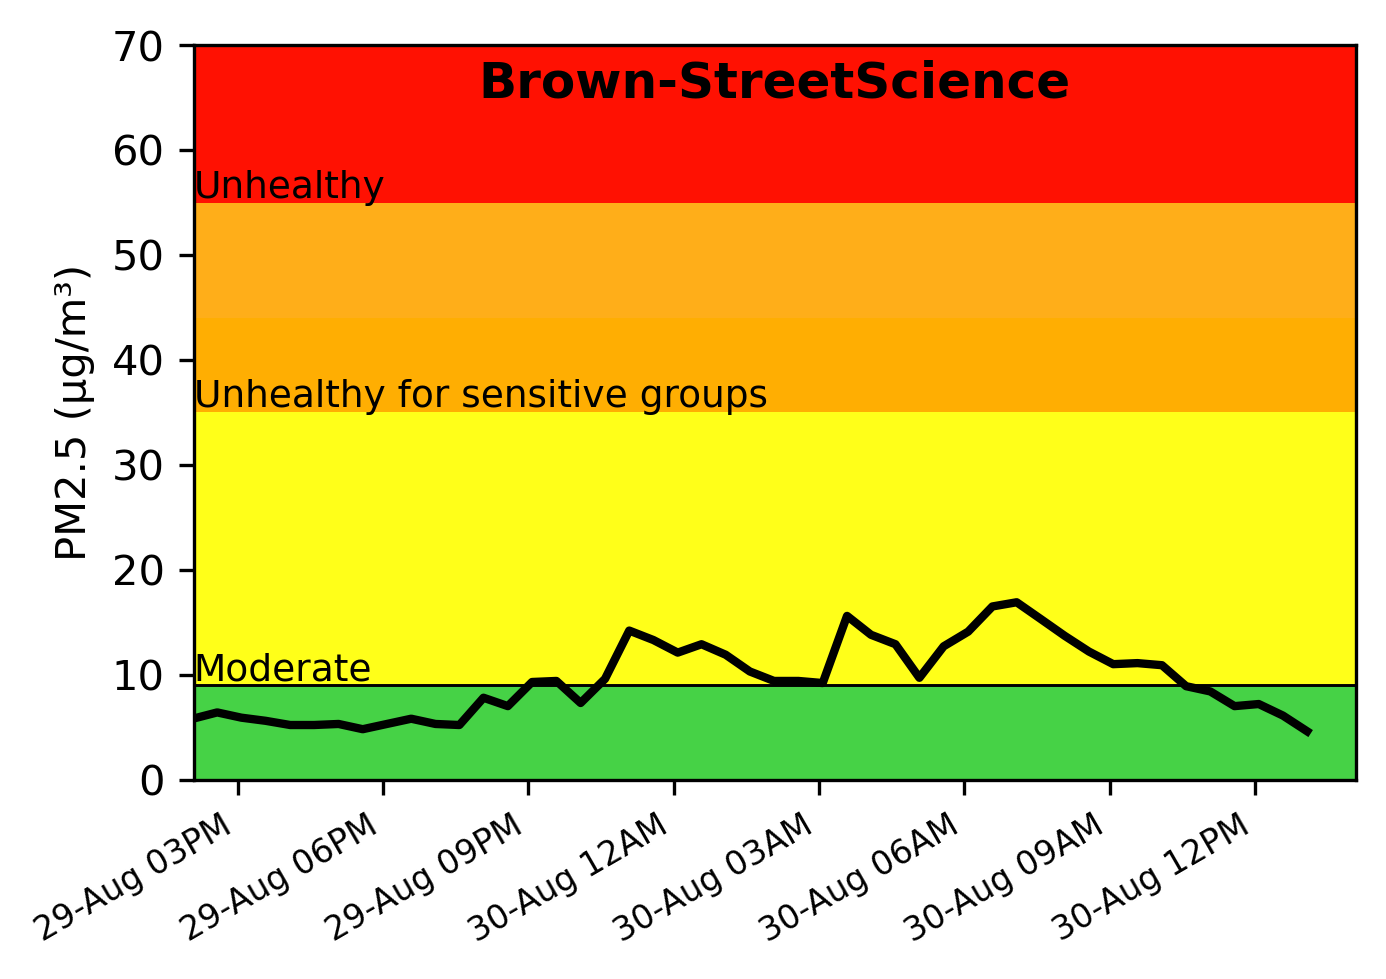 Brown-StreetScience
70
60
50
40
30
20
10
0
PM2.5 (µg/m³)
Unhealthy
Unhealthy for sensitive groups
Moderate
29-Aug 03PM
29-Aug 06PM
29-Aug 09PM
30-Aug 12AM
30-Aug 03AM
30-Aug 06AM
30-Aug 09AM
30-Aug 12PM